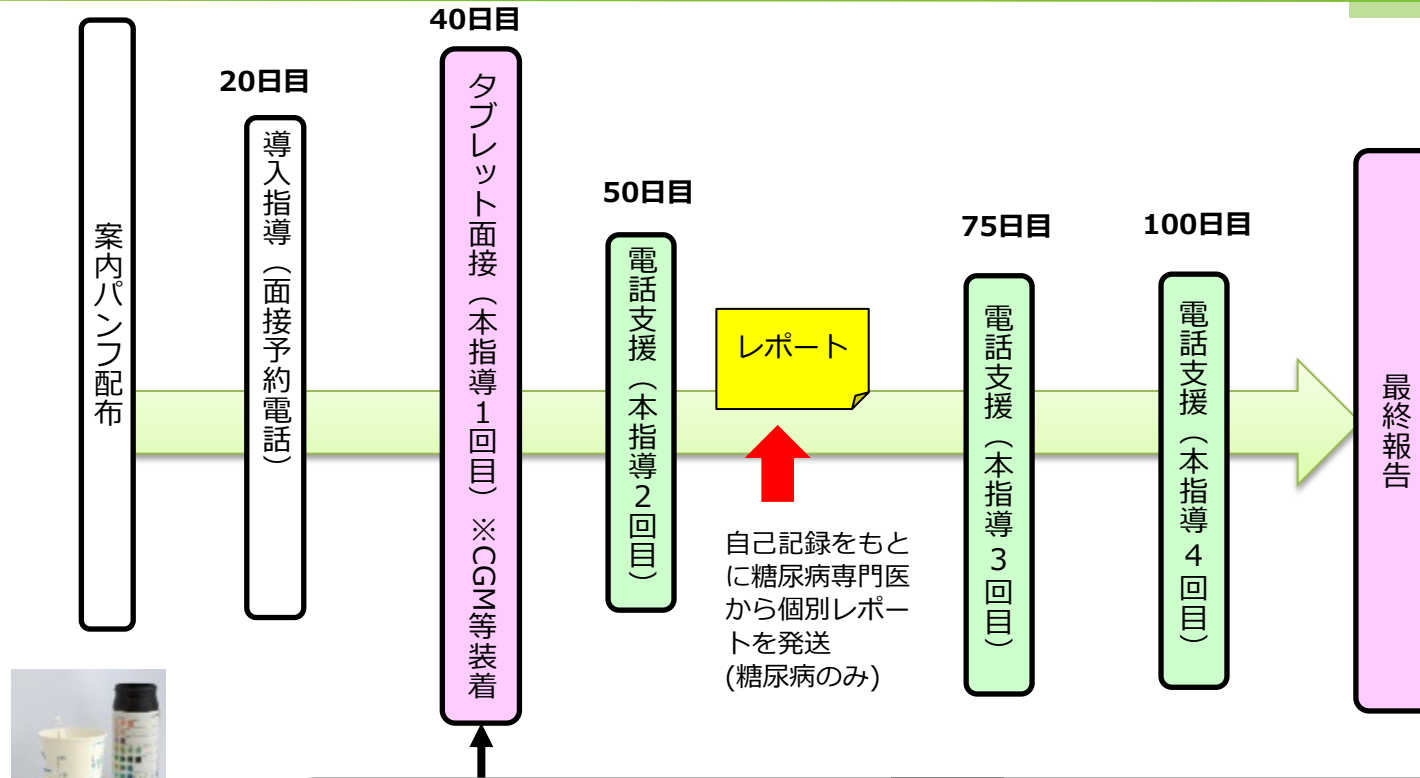 案内パンフ配布
20日目
導入指導（面接予約電話）
40日目
タブレット面接（本指導１回目）※CGM等装着
50日目
電話支援（本指導２回目）
レポート
自己記録をもと
に糖尿病専門医
から個別レポー
トを発送
(糖尿病のみ)
75日目
電話支援（本指導３回目）
100日目
電話支援（本指導４回目）
最終報告